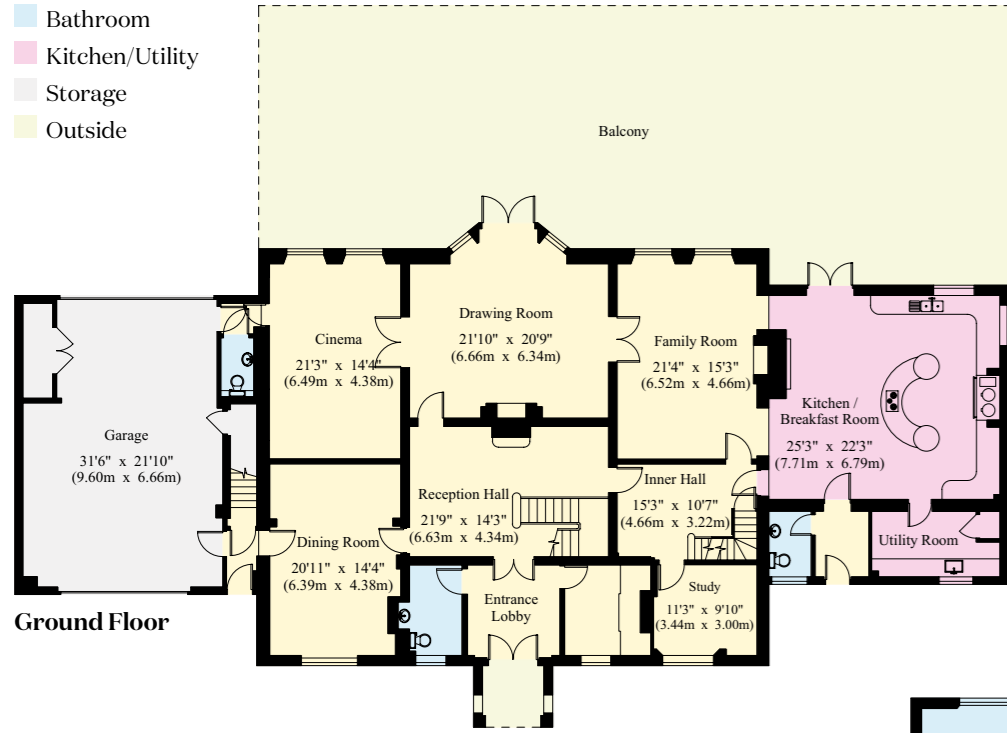 Bathroom
Kitchen/Utility
Storage
Outside
Balcony
Cinema
21'3" x 14'4"
(6.49m x 4.38m)
Drawing Room
21'10" x 20'9"
(6.66m x 6.34m)
Family Room
21'4" x 15'3"
(6.52m x 4.66m)
Kitchen /
Breakfast Room
25'3" x 22'3"
(7.71m x 6.79m)
Garage
31'6" x 21'10"
(9.60m x 6.66m)
Reception Hall
21'9" x 14'3"
(6.63m x 4.34m)
Inner Hall
15'3" x 10'7"
(4.66m x 3.22m)
Dining Room
20'11" x 14'4"
(6.39m x 4.38m)
Utility Room
Entrance
Lobby
Study
11'3" x 9'10"
(3.44m x 3.00m)
Ground Floor